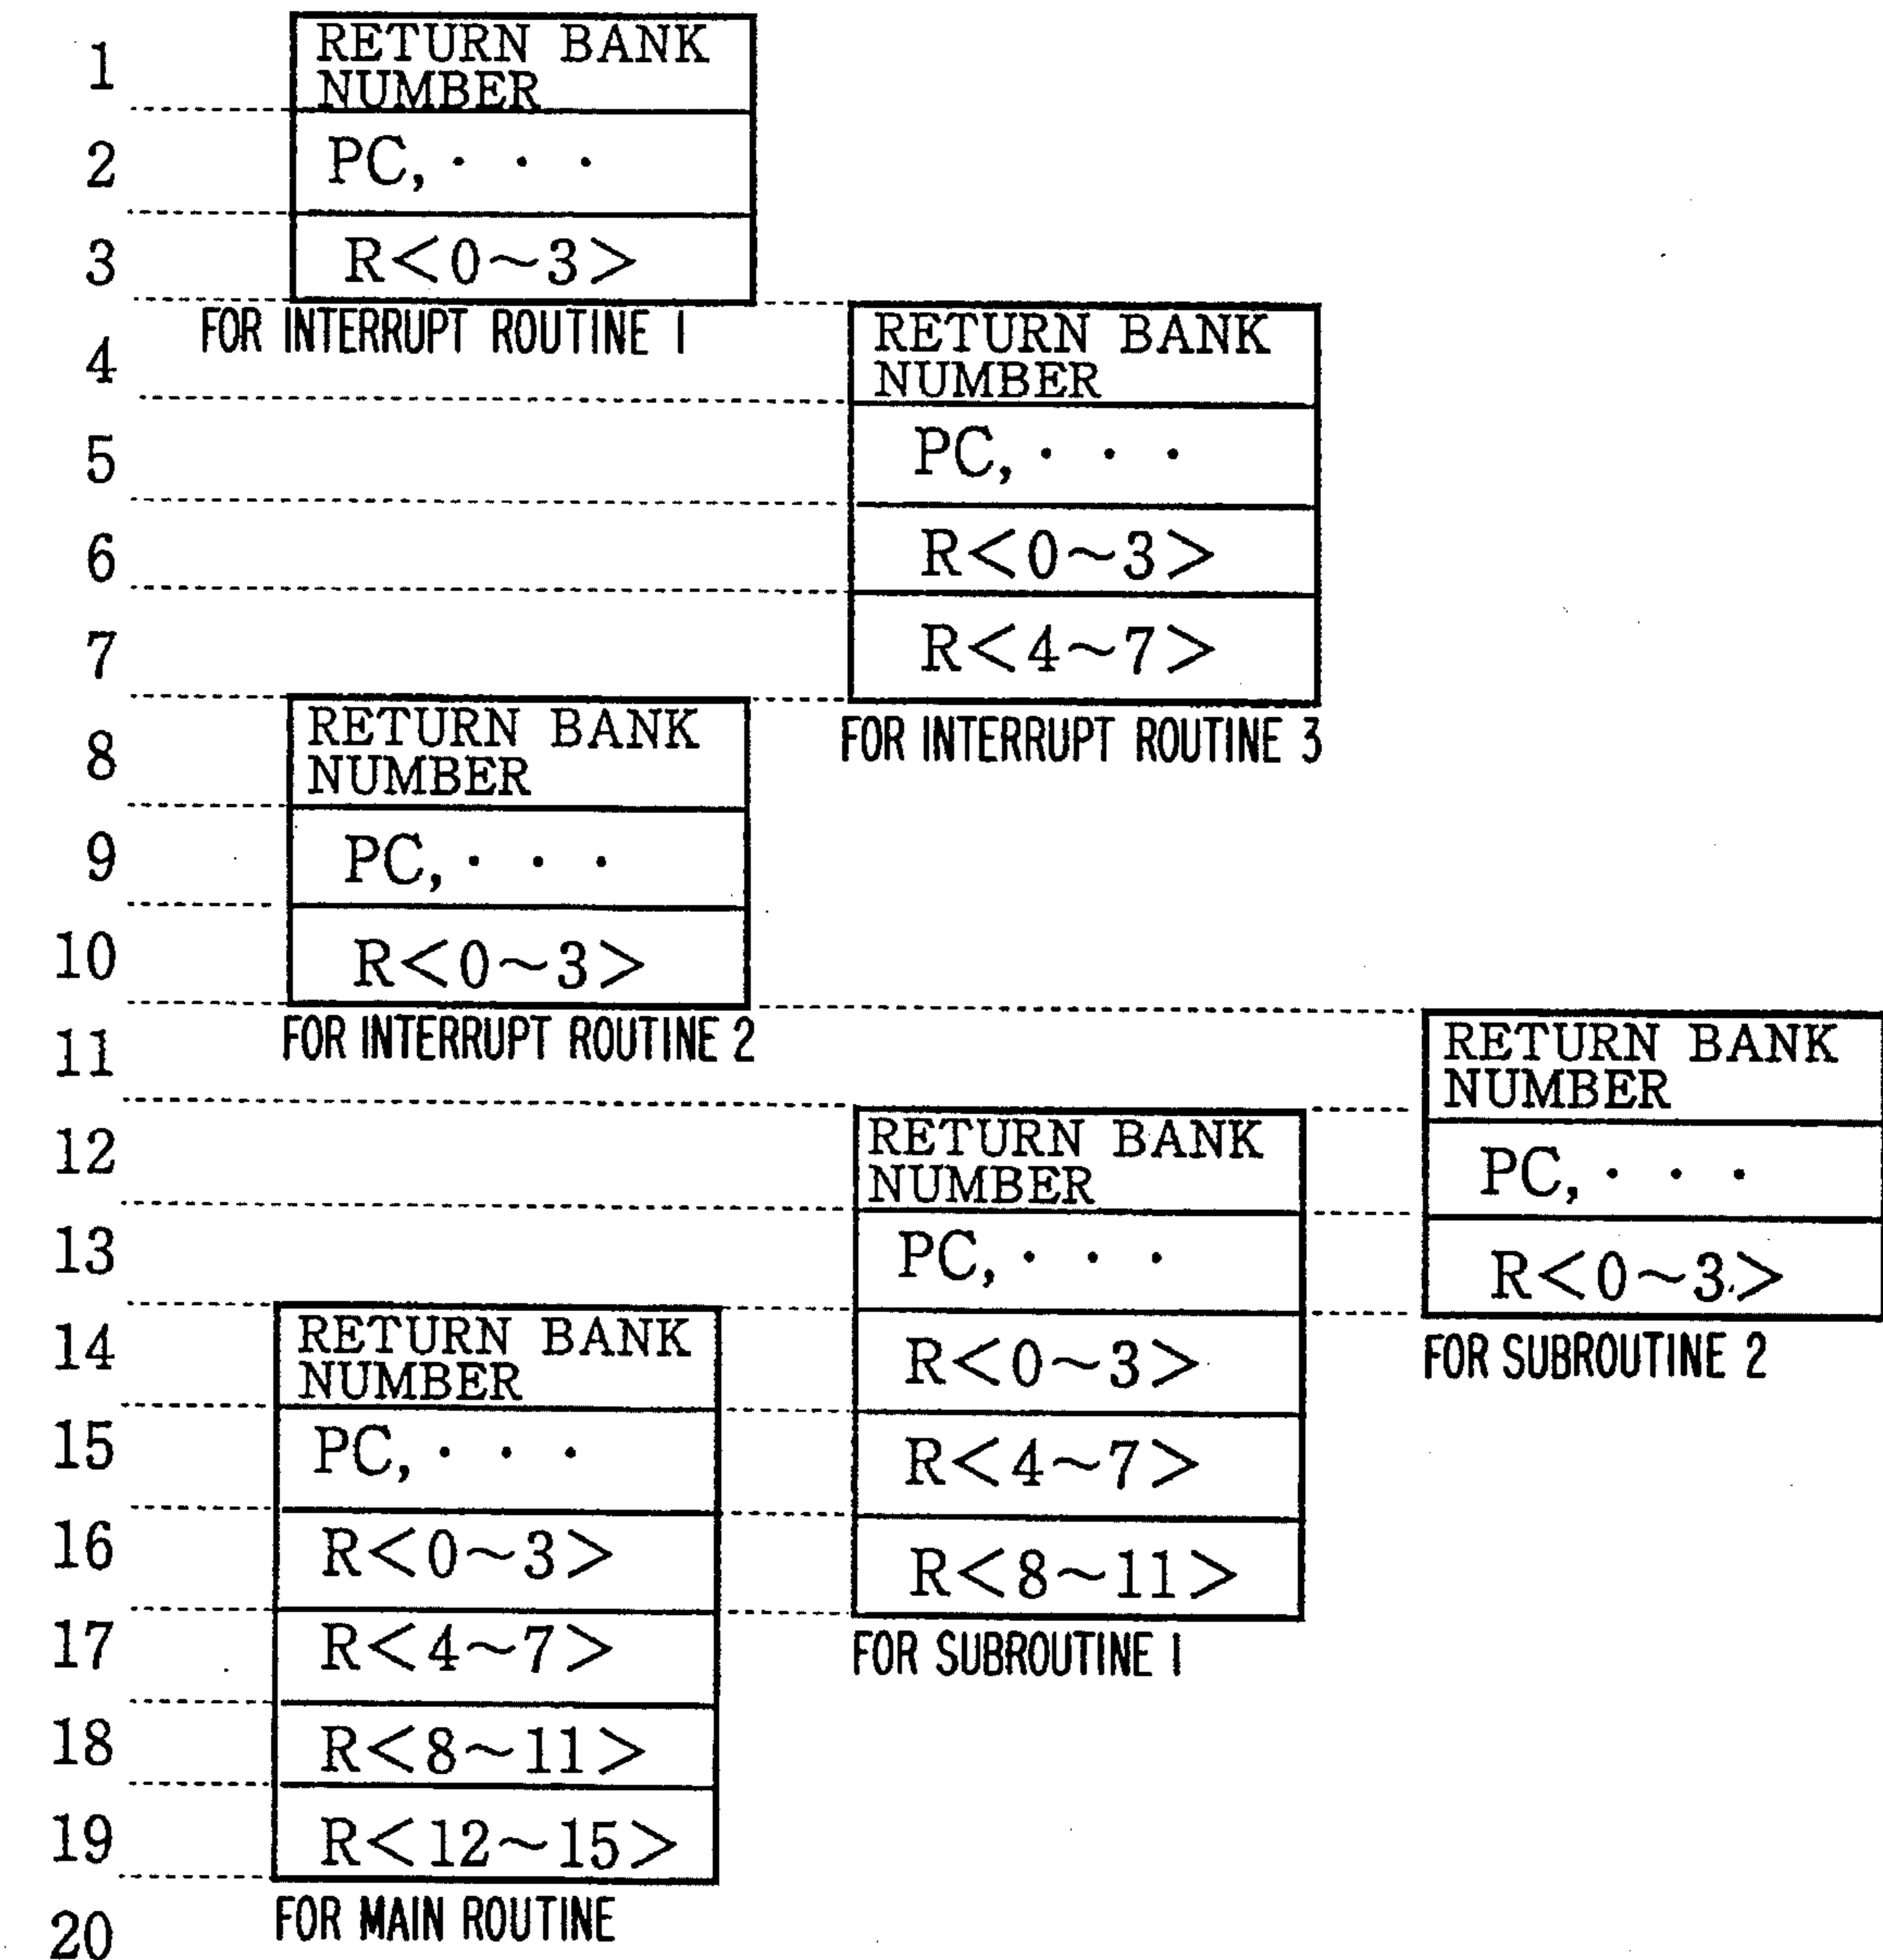 1
RETURN BANK
NUMBER
2
PC, · · ·
3
R<0~3>
FOR INTERRUPT ROUTINE 1
4
RETURN BANK
NUMBER
5
PC, · · ·
6
R<0~3>
7
R<4~7>
FOR INTERRUPT ROUTINE 3
8
RETURN BANK
NUMBER
9
PC, · · ·
10
R<0~3>
FOR INTERRUPT ROUTINE 2
11
RETURN BANK
NUMBER
PC, · · ·
R<0~3>
FOR SUBROUTINE 2
12
RETURN BANK
NUMBER
13
PC, · · ·
R<0~3>
R<4~7>
R<8~11>
FOR SUBROUTINE 1
14
RETURN BANK
NUMBER
15
PC, · · ·
16
R<0~3>
17
R<4~7>
18
R<8~11>
19
R<12~15>
FOR MAIN ROUTINE
20